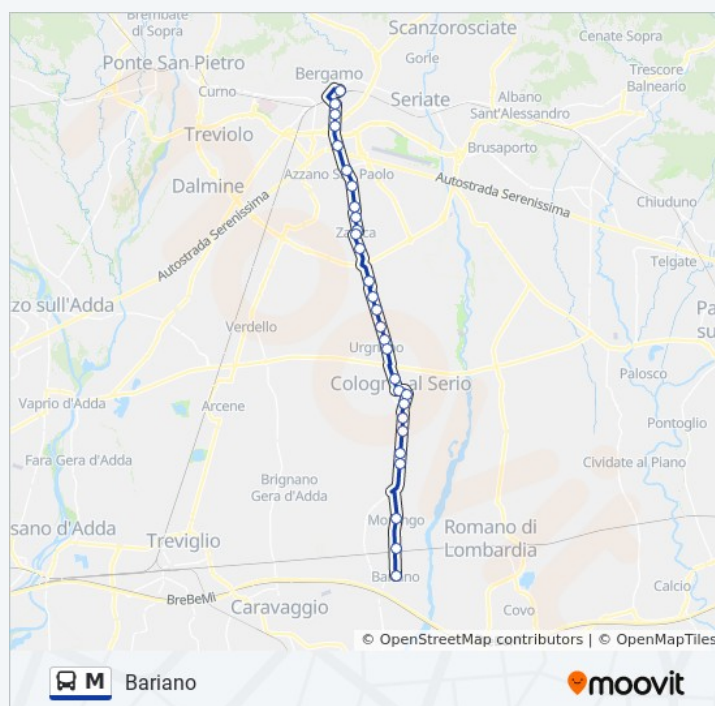 Brembate
di Sopra
Scanzorosciate
Cenate Sopra
Gorle
Ponte San Pietro
Bergamo
Trescore
Balneario
Curno
Seriate
Albano
Sant'Alessandro
Treviolo
Brusaporto
Azzano San Paolo
Dalmine
Autostrada Serenissima
Chiuduno
Autostrada Serenissima
Telgate
zo sull'Adda
Verdello
Urgnano
Cologno al Serio
Palosco
Vaprio d'Adda
Arcene
Pontoglio
Fara Gera d'Adda
Brignano
Gera d'Adda
Cividate al Piano
sano d'Adda
Treviglio
Romano di
Lombardia
Bariano
BreBeMi
Caravaggio
Covo
Calcio
© OpenStreetMap contributors | © OpenMapTiles
M Bariano
moovit